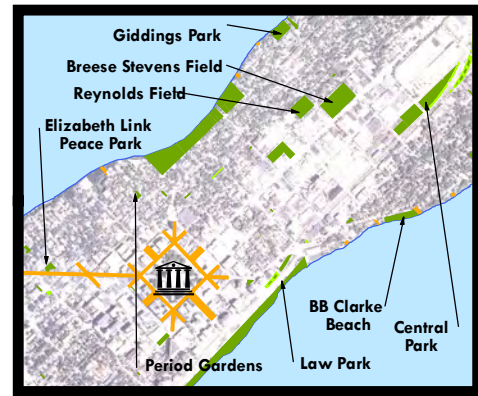 Giddings Park
Breese Stevens Field
Reynolds Field
Elizabeth Link
Peace Park
BB Clarke
Beach
Central
Park
Period Gardens
Law Park